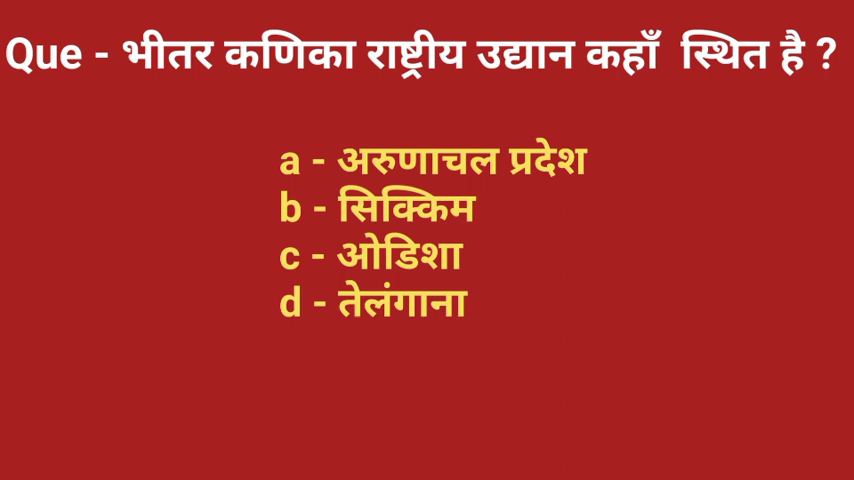 Que - भीतर कणिका राष्ट्रीय उद्यान कहाँ स्थित है ?
a - अरुणाचल प्रदेश
b - सिक्किम
c - ओडिशा
d - तेलंगाना